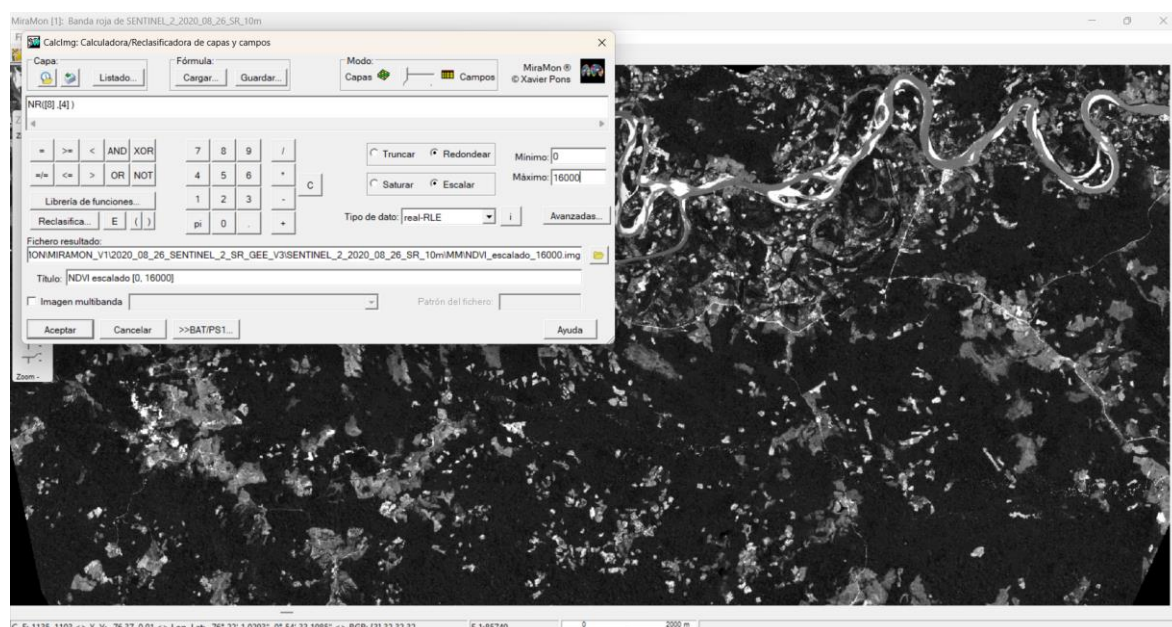 MiraMon [1]: Banda roja de SENTINEL_2_2020_08_26_SR_10m
CalcImg: Calculadora/Reclasificadora de capas y campos
Capa:
Listado...
Fórmula:
Cargar...
Guardar...
Modo:
Capas
Campos
MiraMon ®
© Xavier Pons
NR([8] ,[4] )
= >= < AND XOR
7 8 9 /
Truncar
Redondear
Mínimo: 0
=/= <= > OR NOT
4 5 6 *
C
Saturar
Escalar
Máximo: 16000
Librería de funciones...
1 2 3 -
Reclasifica... E ( )
pi 0 . +
Tipo de dato: real-RLE
i
Avanzadas...
Fichero resultado:
ION\MIRAMON_V1\2020_08_26_SENTINEL_2_SR_GEE_V3\SENTINEL_2_2020_08_26_SR_10m\MM\NDVI_escalado_16000.img
Título: NDVI escalado [0, 16000]
Imagen multibanda
Patrón del fichero:
Aceptar
Cancelar
>>BAT/PS1...
Ayuda
Zoom -
0 2000 m